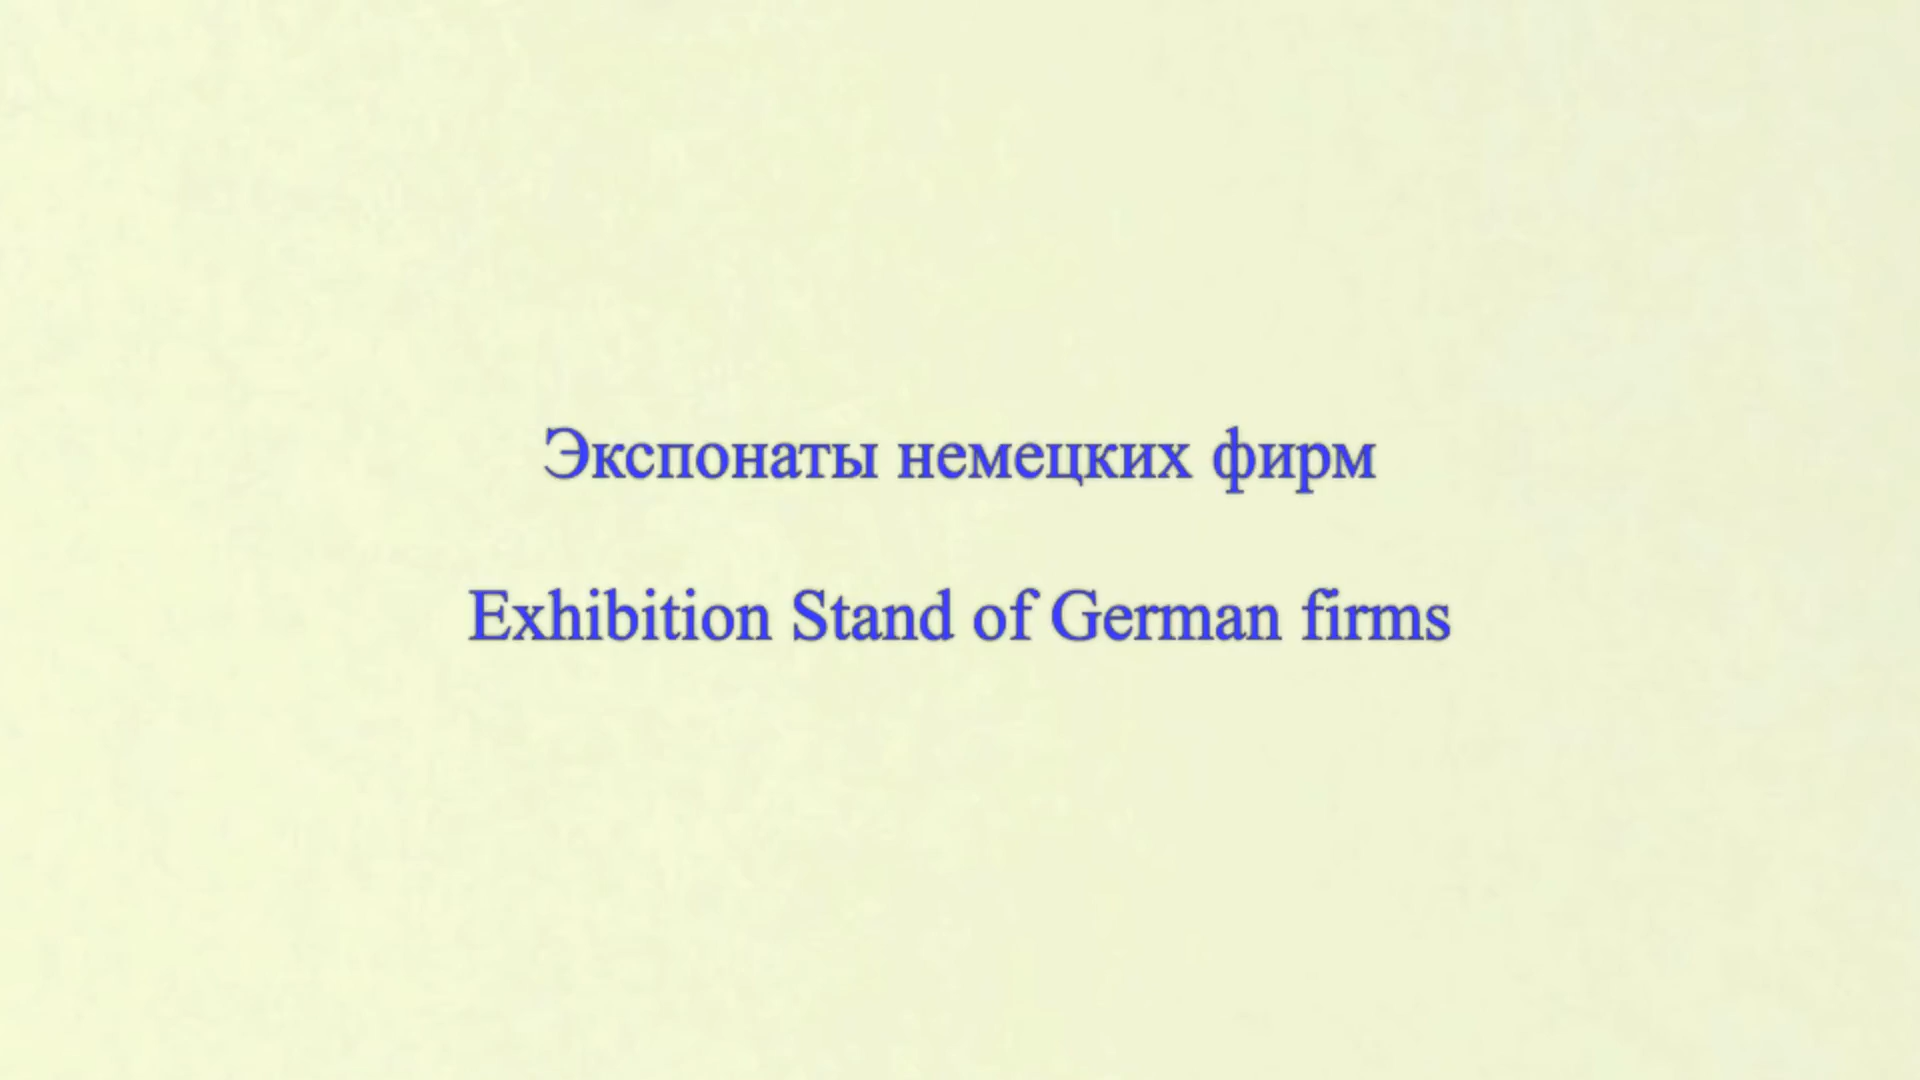 Экспонаты немецких фирм
Exhibition Stand of German firms